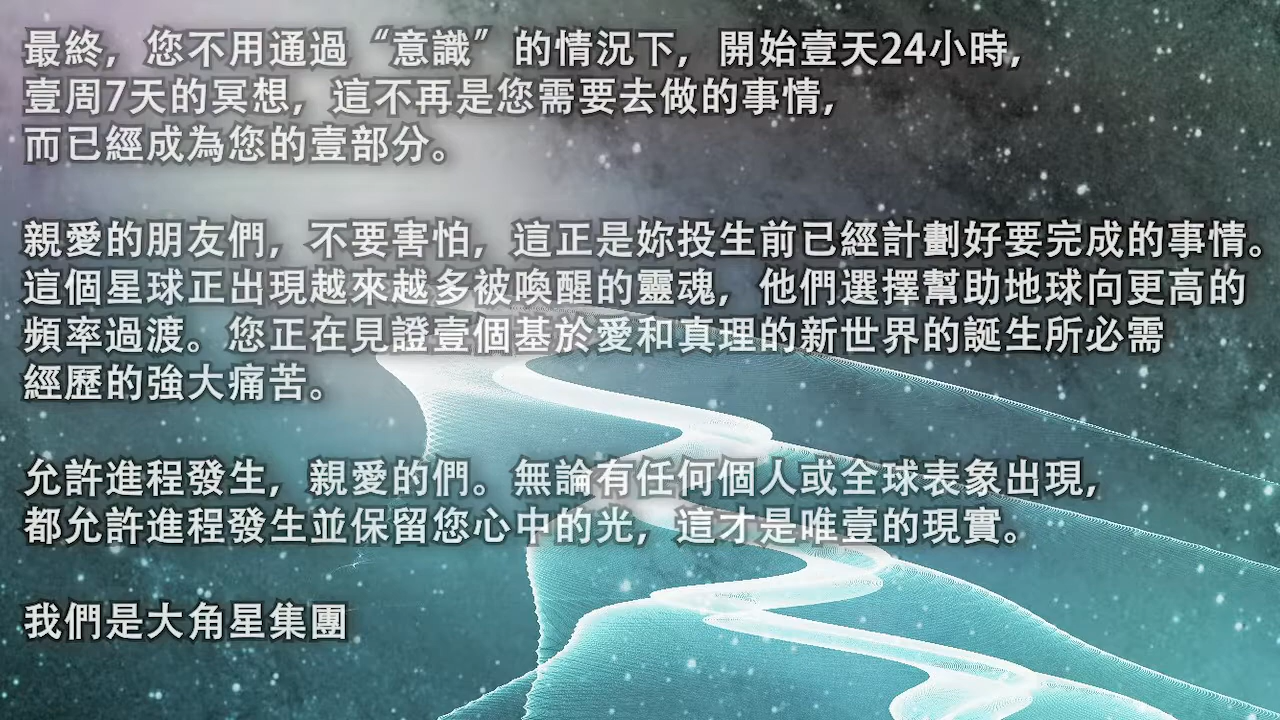 最終，您不用通過“意識”的情況下，開始壹天24小時，
壹周7天的冥想，這不再是您需要去做的事情，
而已經成為您的壹部分。
親愛的朋友們，不要害怕，這正是妳投生前已經計劃好要完成的事情。
這個星球正出現越來越多被喚醒的靈魂，他們選擇幫助地球向更高的
頻率過渡。您正在見證壹個基於愛和真理的新世界的誕生所必需
經歷的強大痛苦。
允許進程發生，親愛的們。無論有任何個人或全球表象出現，
都允許進程發生並保留您心中的光，這才是唯壹的現實。
我們是大角星集團